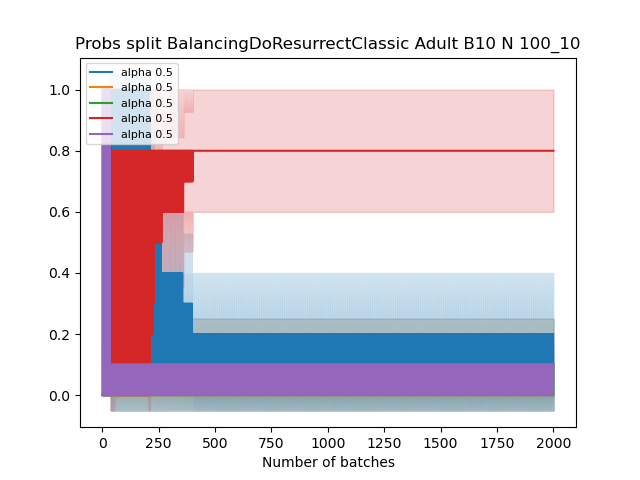 Probs split BalancingDoResurrectClassic Adult B10 N 100_10
alpha 0.5
alpha 0.5
alpha 0.5
alpha 0.5
alpha 0.5
1.0
0.8
0.6
0.4
0.2
0.0
0 250 500 750 1000 1250 1500 1750 2000
Number of batches